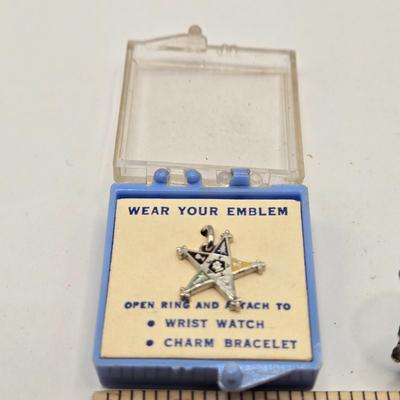 WEAR YOUR EMBLEM
OPEN RING AND ATTACH TO
• WRIST WATCH
• CHARM BRACELET